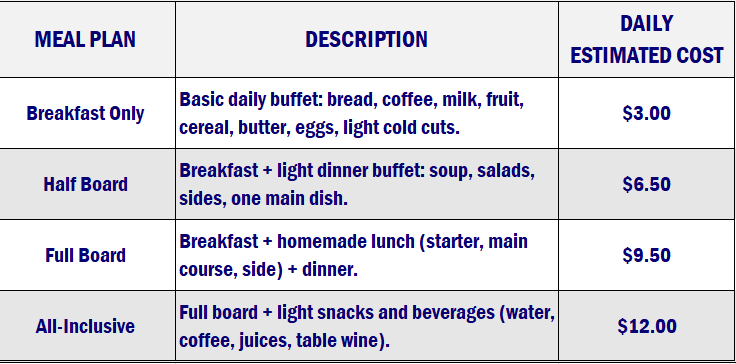 MEAL PLAN
DESCRIPTION
DAILY
ESTIMATED COST
Breakfast Only
Basic daily buffet: bread, coffee, milk, fruit,
cereal, butter, eggs, light cold cuts.
$3.00
Half Board
Breakfast + light dinner buffet: soup, salads,
sides, one main dish.
$6.50
Full Board
Breakfast + homemade lunch (starter, main
course, side) + dinner.
$9.50
All-Inclusive
Full board + light snacks and beverages (water,
coffee, juices, table wine).
$12.00